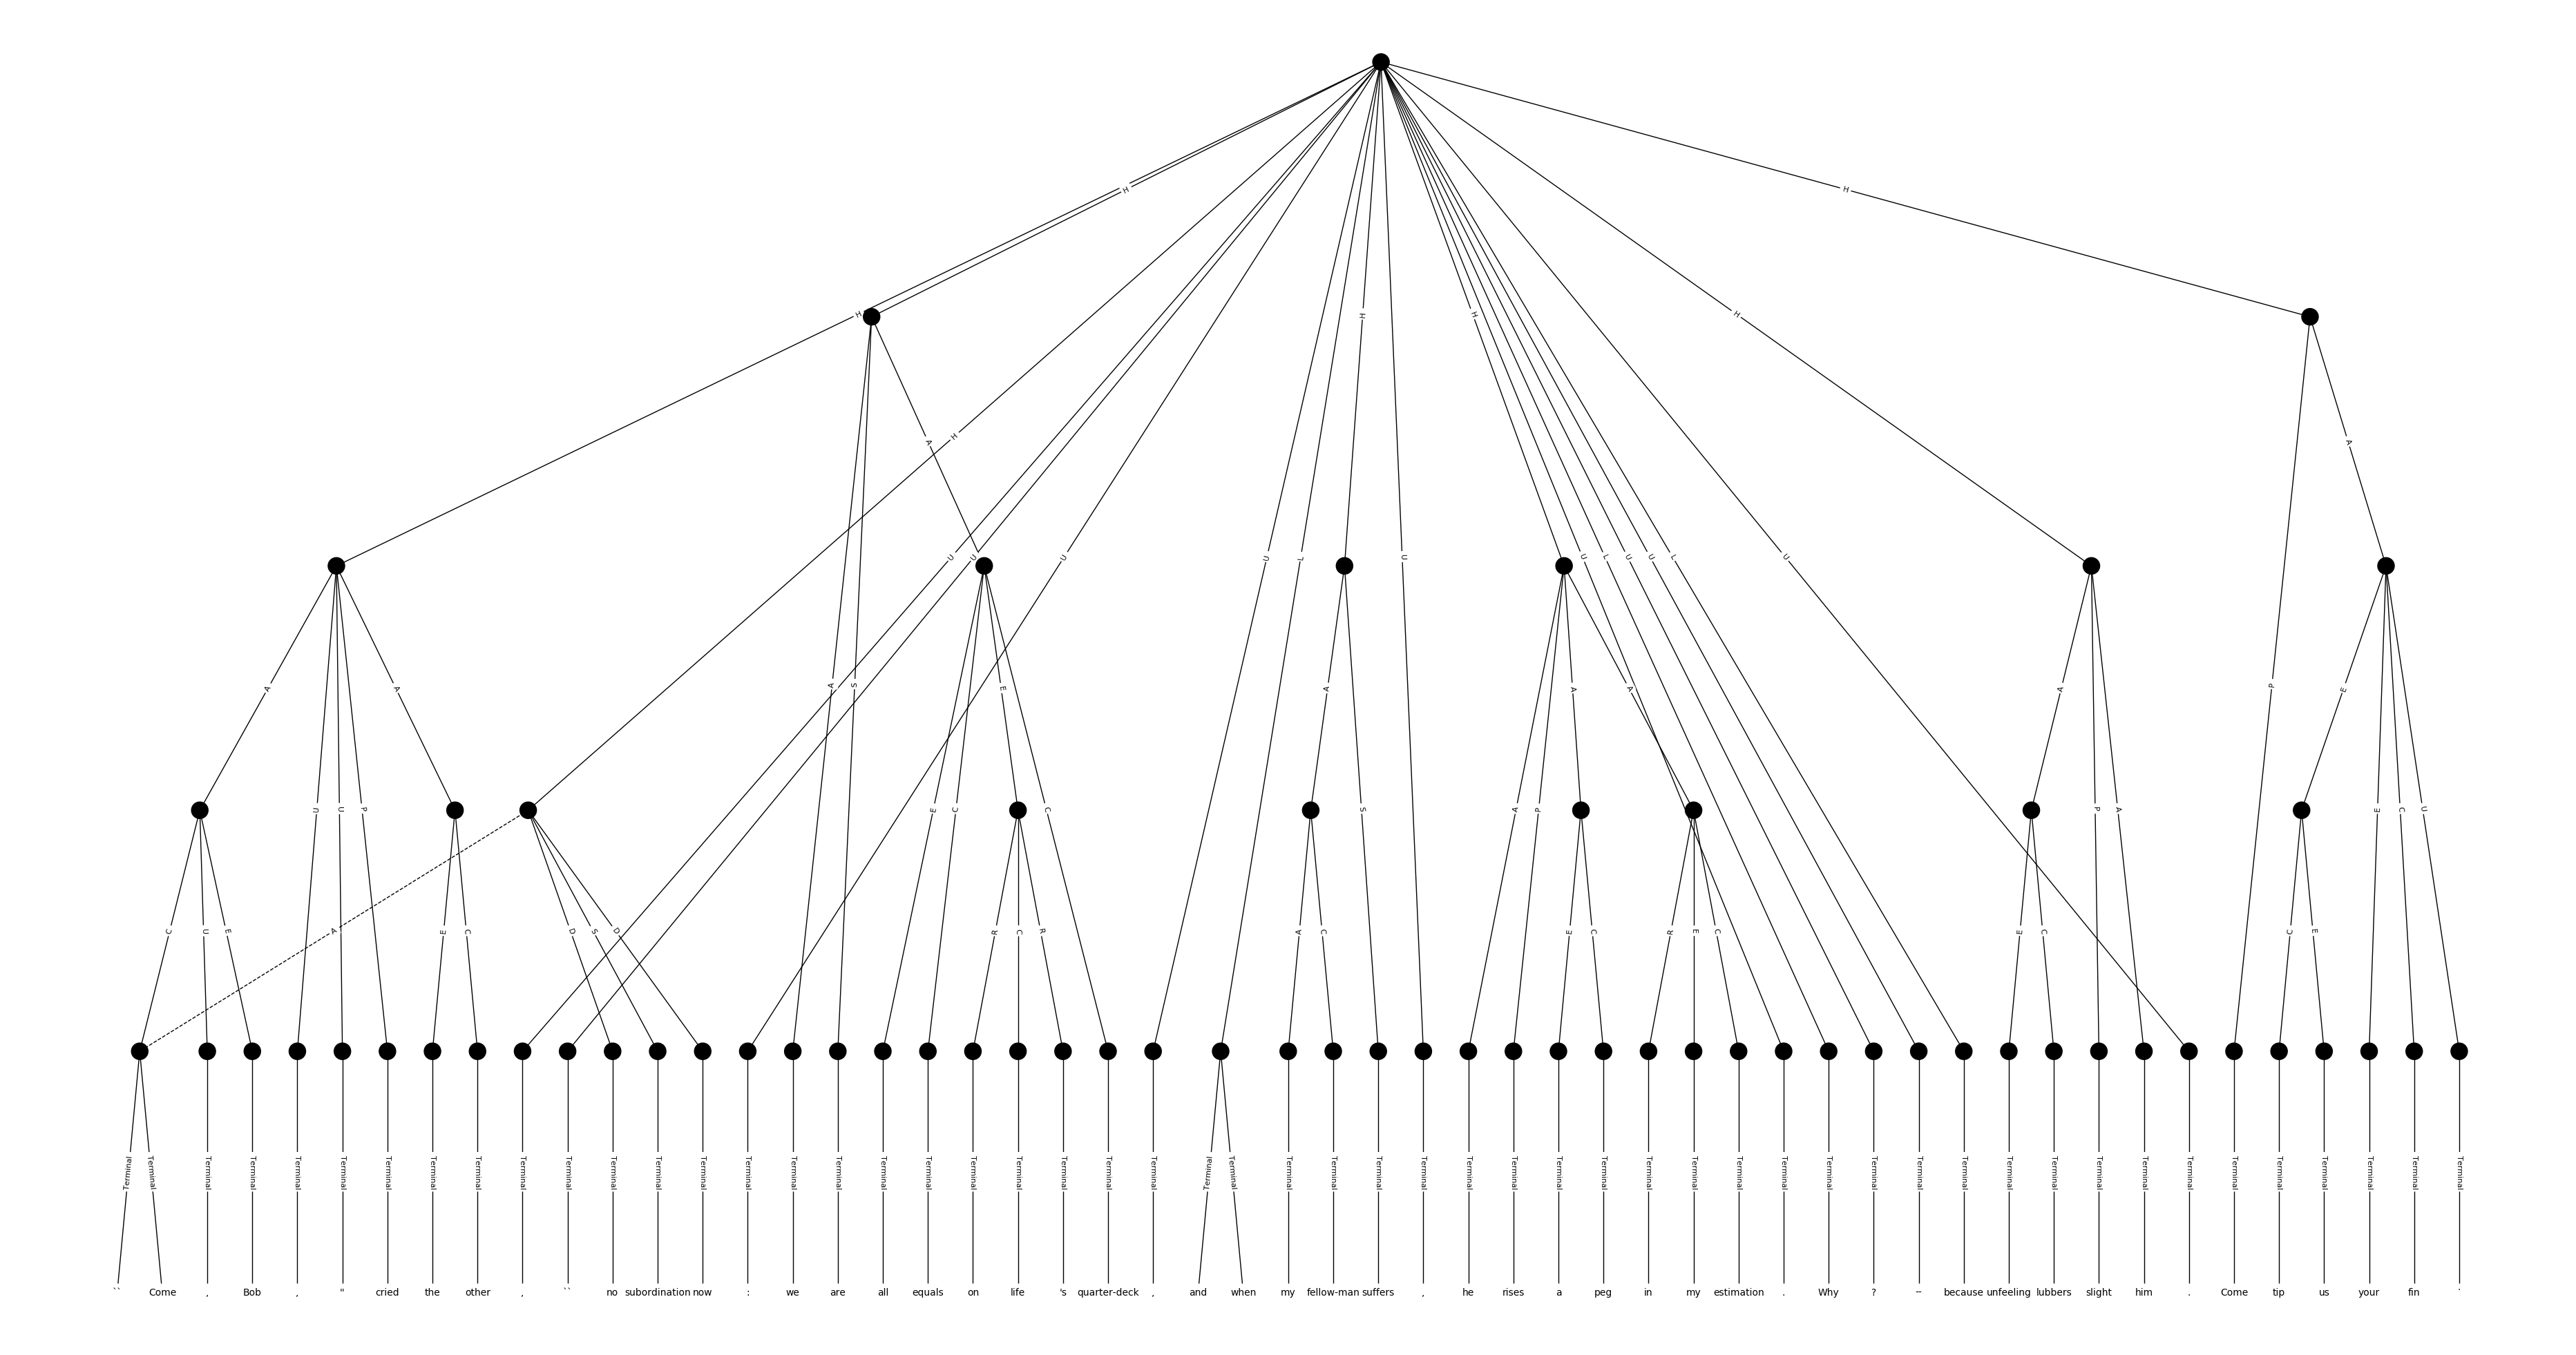 H
H
H
H
H
H
H
H
A
A
U
U
U
U
L
U
U
L
U
U
L
U
A
S
P
A
A
E
A
A
A
A
E
U
U
P
E
C
C
S
A
P
P
A
E
C
U
C
U
E
A
E
C
D
S
D
R
C
R
A
C
E
C
R
E
C
E
C
C
E
Terminal Terminal Terminal Terminal Terminal Terminal Terminal Terminal Terminal Terminal Terminal Terminal Terminal Terminal Terminal Terminal Terminal Terminal Terminal Terminal Terminal Terminal Terminal Terminal Terminal Terminal Terminal Terminal Terminal Terminal Terminal Terminal Terminal Terminal Terminal Terminal Terminal Terminal Terminal Terminal Terminal Terminal Terminal Terminal Terminal Terminal Terminal Terminal Terminal Terminal Terminal Terminal Terminal
`` Come , Bob , " cried the other , `` no subordination now : we are all equals on life 's quarter-deck , and when my fellow-man suffers , he rises a peg in my estimation . Why ? -- because unfeeling lubbers slight him . Come tip us your fin '